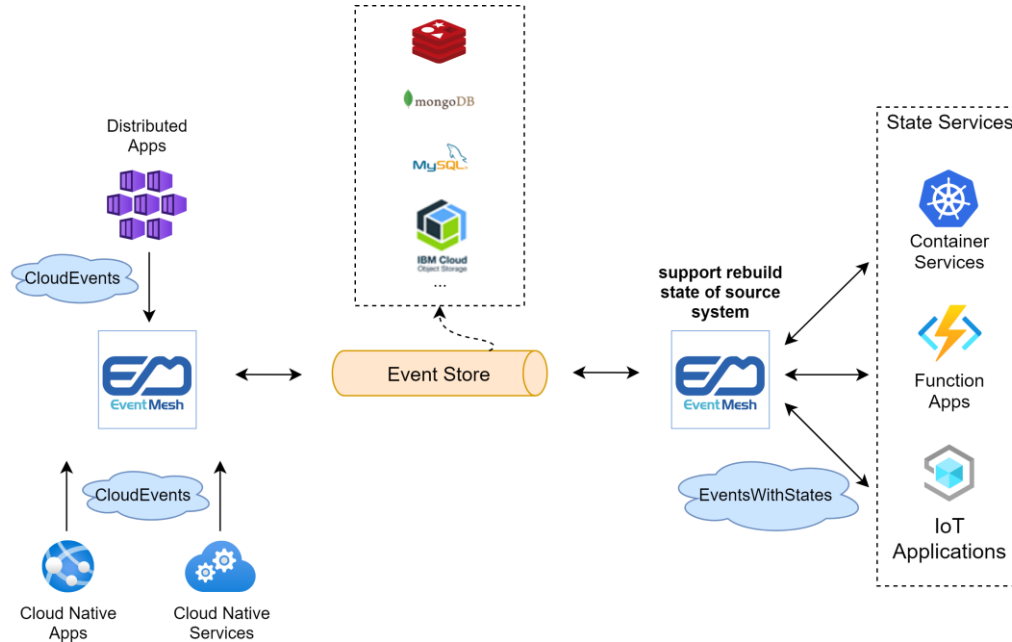 mongoDB
MySQL
IBM Cloud
Object Storage
...
Distributed
Apps
CloudEvents
EventMesh
CloudEvents
Cloud Native
Apps
Cloud Native
Services
Event Store
support rebuild
state of source
system
EventMesh
EventsWithStates
State Services
Container
Services
Function
Apps
IoT
Applications